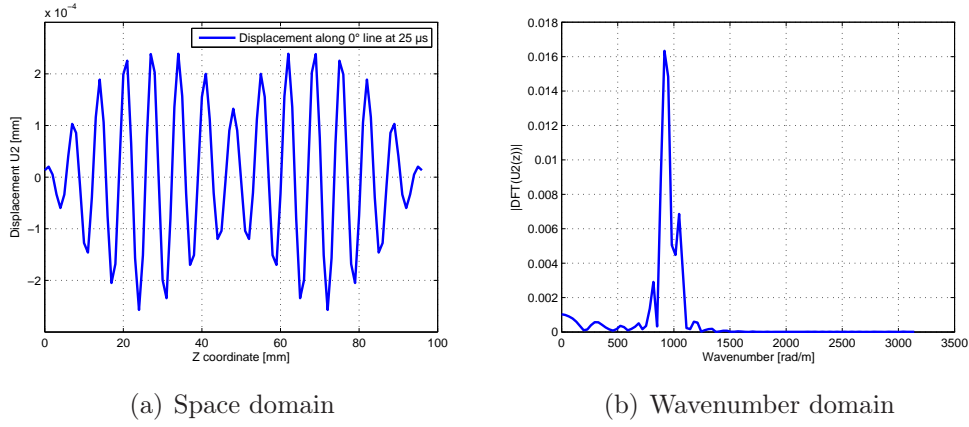 x 10⁻⁴
Displacement along 0° line at 25 µs
2
1
0
−1
−2
0 20 40 60 80 100
Z coordinate [mm]
Displacement U2 [mm]
(a) Space domain
0.018
0.016
0.014
0.012
0.01
0.008
0.006
0.004
0.002
0
0 500 1000 1500 2000 2500 3000 3500
Wavenumber [rad/m]
|DFT(U2(z))|
(b) Wavenumber domain